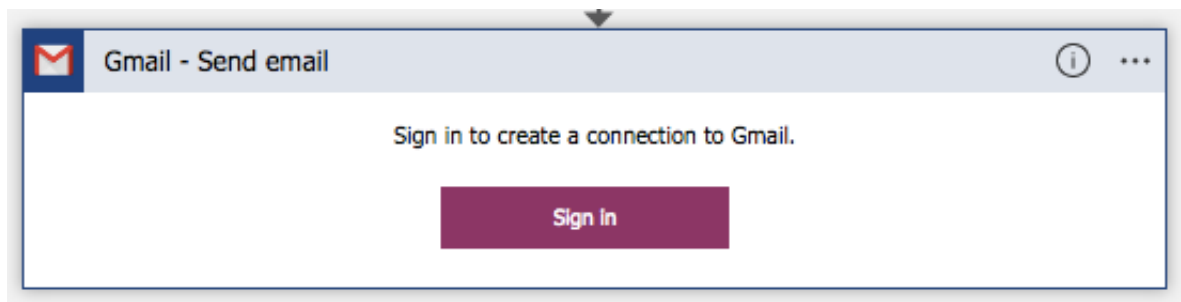 Gmail - Send email
Sign in to create a connection to Gmail.
Sign in